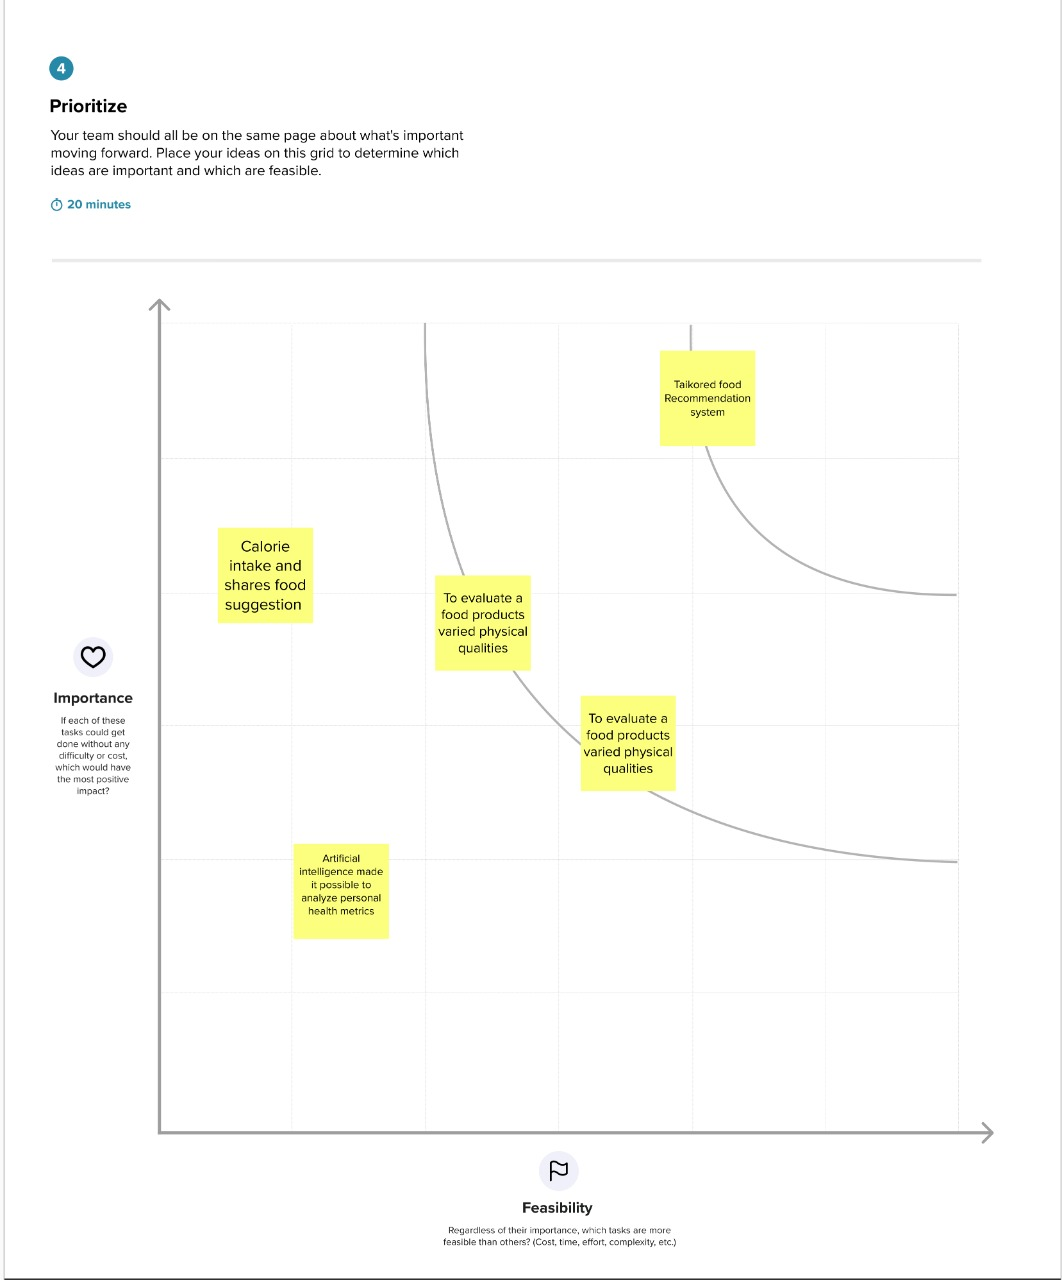 4
Prioritize
Your team should all be on the same page about what's important
moving forward. Place your ideas on this grid to determine which
ideas are important and which are feasible.
20 minutes
Taikored food
Recommendation
system
Calorie
intake and
shares food
suggestion
To evaluate a
food products
varied physical
qualities
To evaluate a
food products
varied physical
qualities
Artificial
intelligence made
it possible to
analyze personal
health metrics
Importance
If each of these
tasks could get
done without any
difficulty or cost,
which would have
the most positive
impact?
Feasibility
Regardless of their importance, which tasks are more
feasible than others? (Cost, time, effort, complexity, etc.)